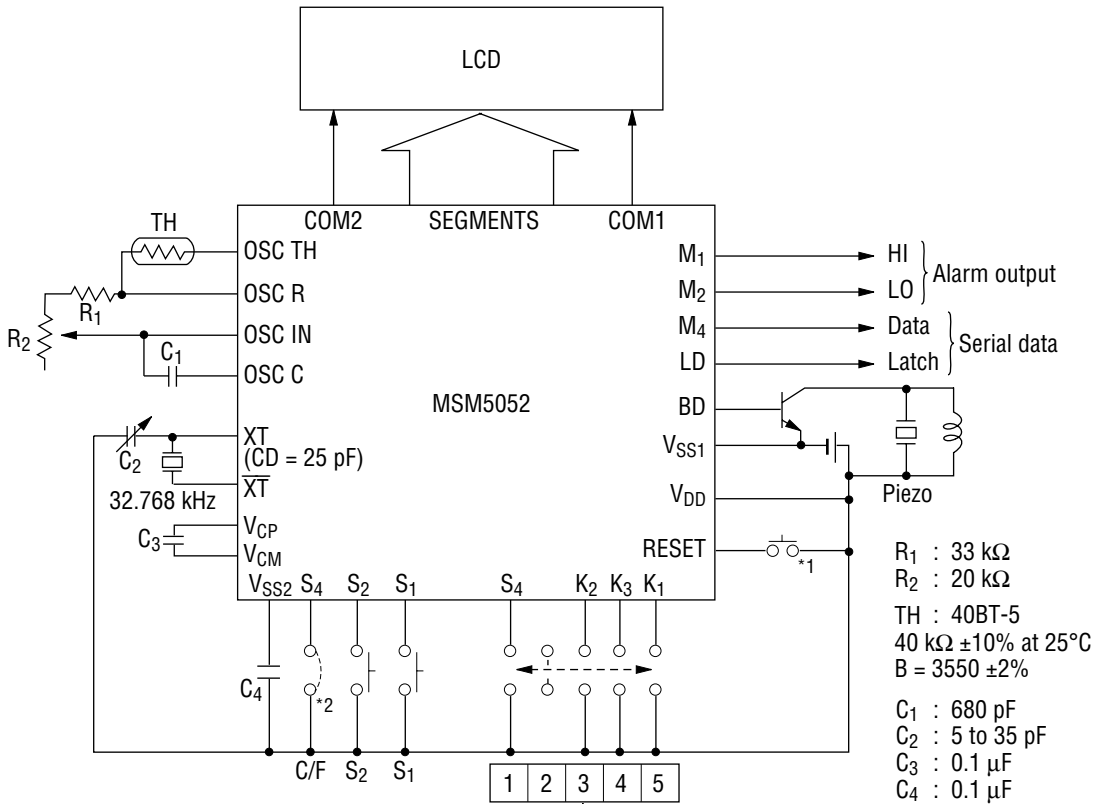 LCD
COM2 SEGMENTS COM1
TH
OSC TH
OSC R
R1
R2
OSC IN
C1
OSC C
MSM5052
XT
(CD = 25 pF)
C2
XT
32.768 kHz
VCP
C3
VCM
M1 HI
M2 LO
Alarm output
M4 Data
LD Latch
Serial data
BD
VSS1
VDD
Piezo
RESET
*1
VSS2 S4 S2 S1 S4 K2 K3 K1
C4
*2
C/F S2 S1
1 2 3 4 5
R1 : 33 kΩ
R2 : 20 kΩ
TH : 40BT-5
40 kΩ ±10% at 25°C
B = 3550 ±2%
C1 : 680 pF
C2 : 5 to 35 pF
C3 : 0.1 μF
C4 : 0.1 μF